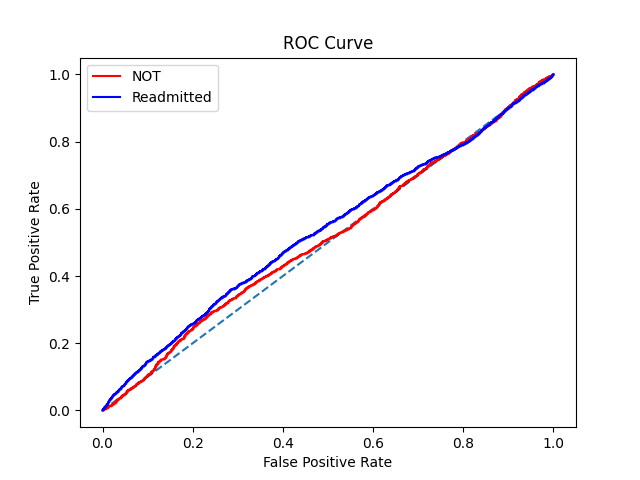 ROC Curve
NOT
Readmitted
True Positive Rate
1.0
0.8
0.6
0.4
0.2
0.0
0.0 0.2 0.4 0.6 0.8 1.0
False Positive Rate